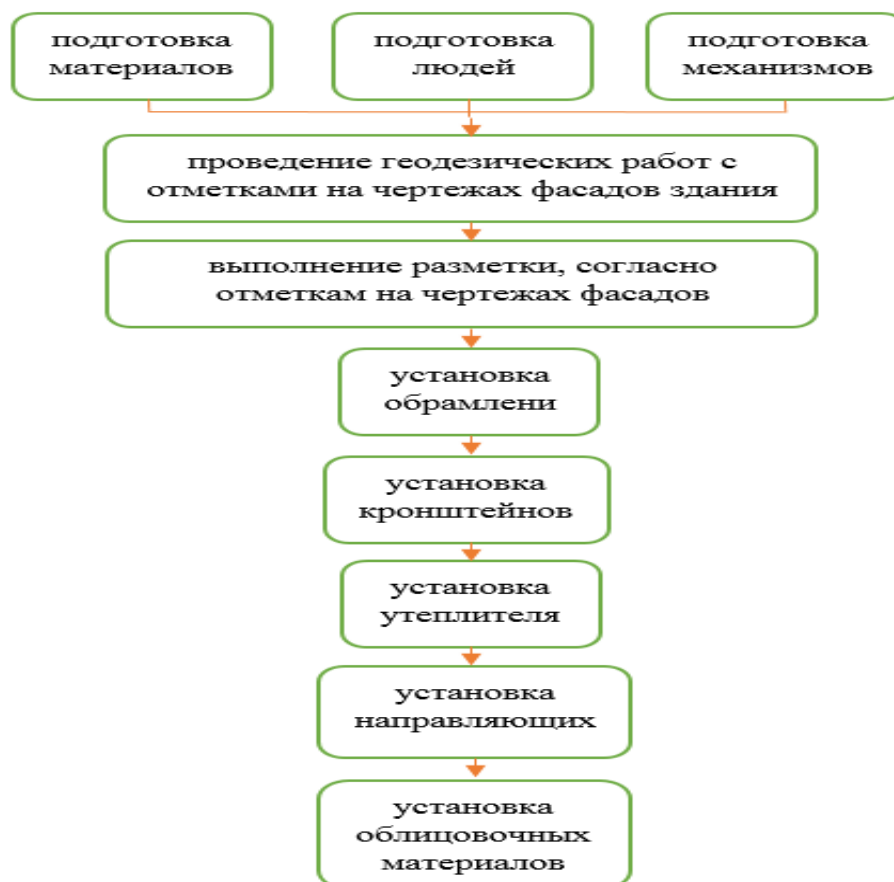 подготовка
материалов
подготовка
людей
подготовка
механизмов
проведение геодезических работ с
отметками на чертежах фасадов здания
выполнение разметки, согласно
отметкам на чертежах фасадов
установка
обрамлени
установка
кронштейнов
установка
утеплителя
установка
направляющих
установка
облицовочных
материалов